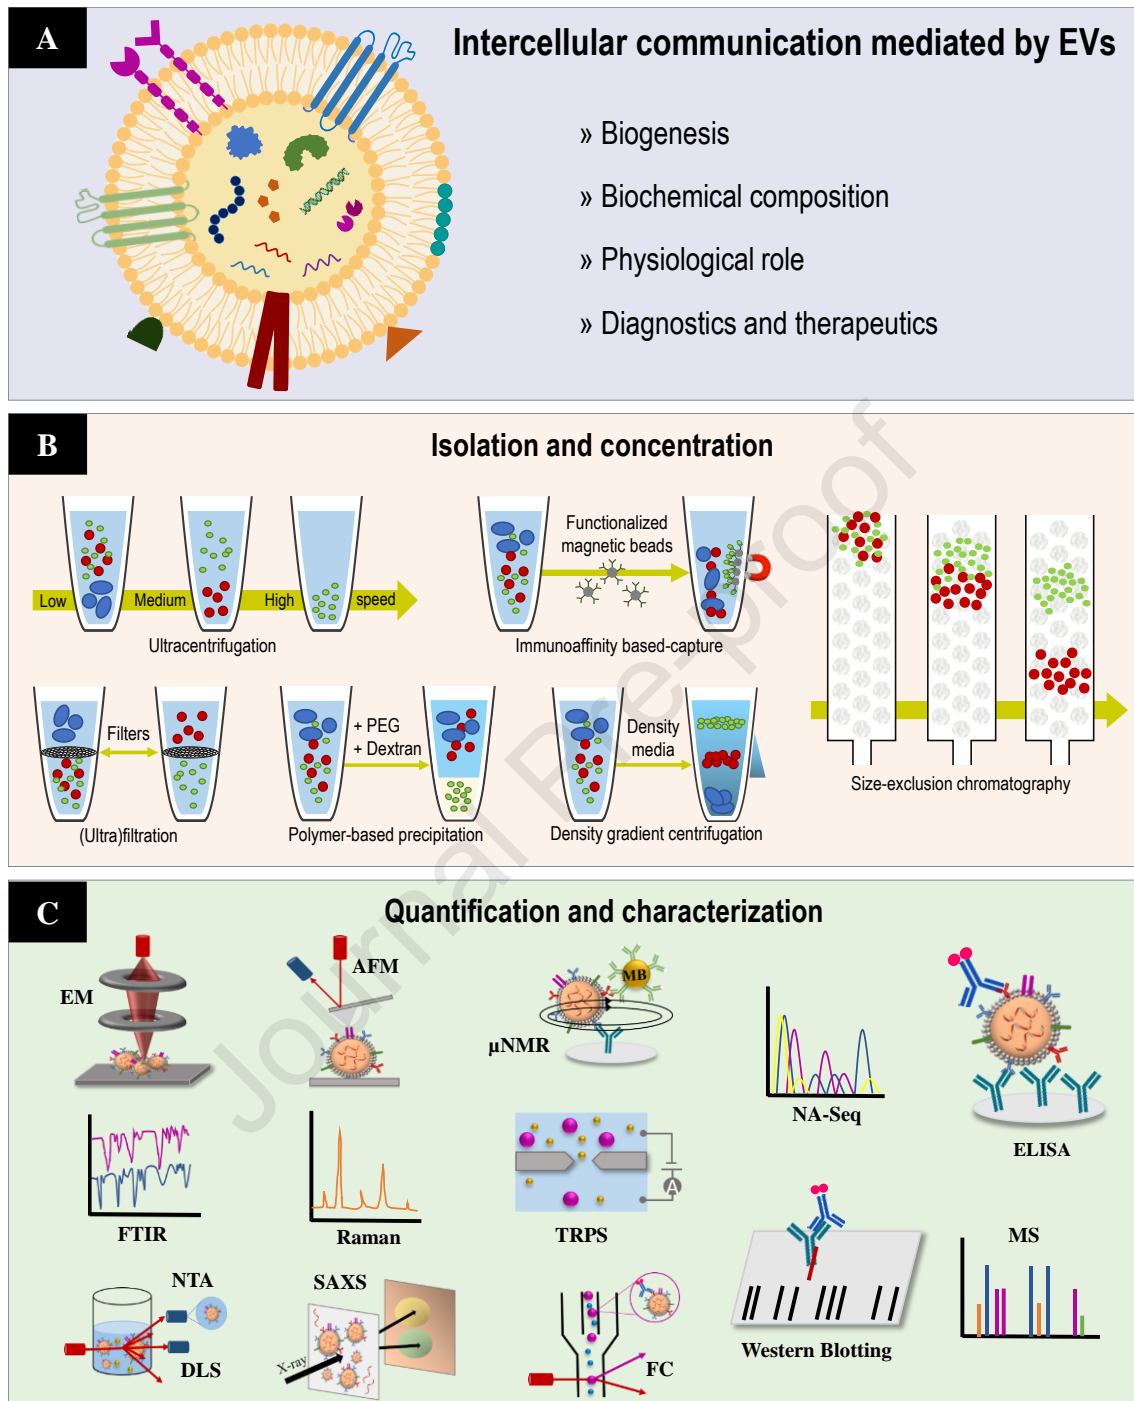 A
Intercellular communication mediated by EVs
» Biogenesis
» Biochemical composition
» Physiological role
» Diagnostics and therapeutics
B
Isolation and concentration
Low
Medium
High
speed
Ultracentrifugation
Functionalized
magnetic beads
Immunoaffinity based-capture
Filters
(Ultra)filtration
+ PEG
+ Dextran
Polymer-based precipitation
Density
media
Density gradient centrifugation
Size-exclusion chromatography
Journal Pre-proof
C
Quantification and characterization
EM
AFM
MB
µNMR
NA-Seq
ELISA
FTIR
Raman
A
TRPS
Western Blotting
MS
NTA
DLS
SAXS
X-ray
FC